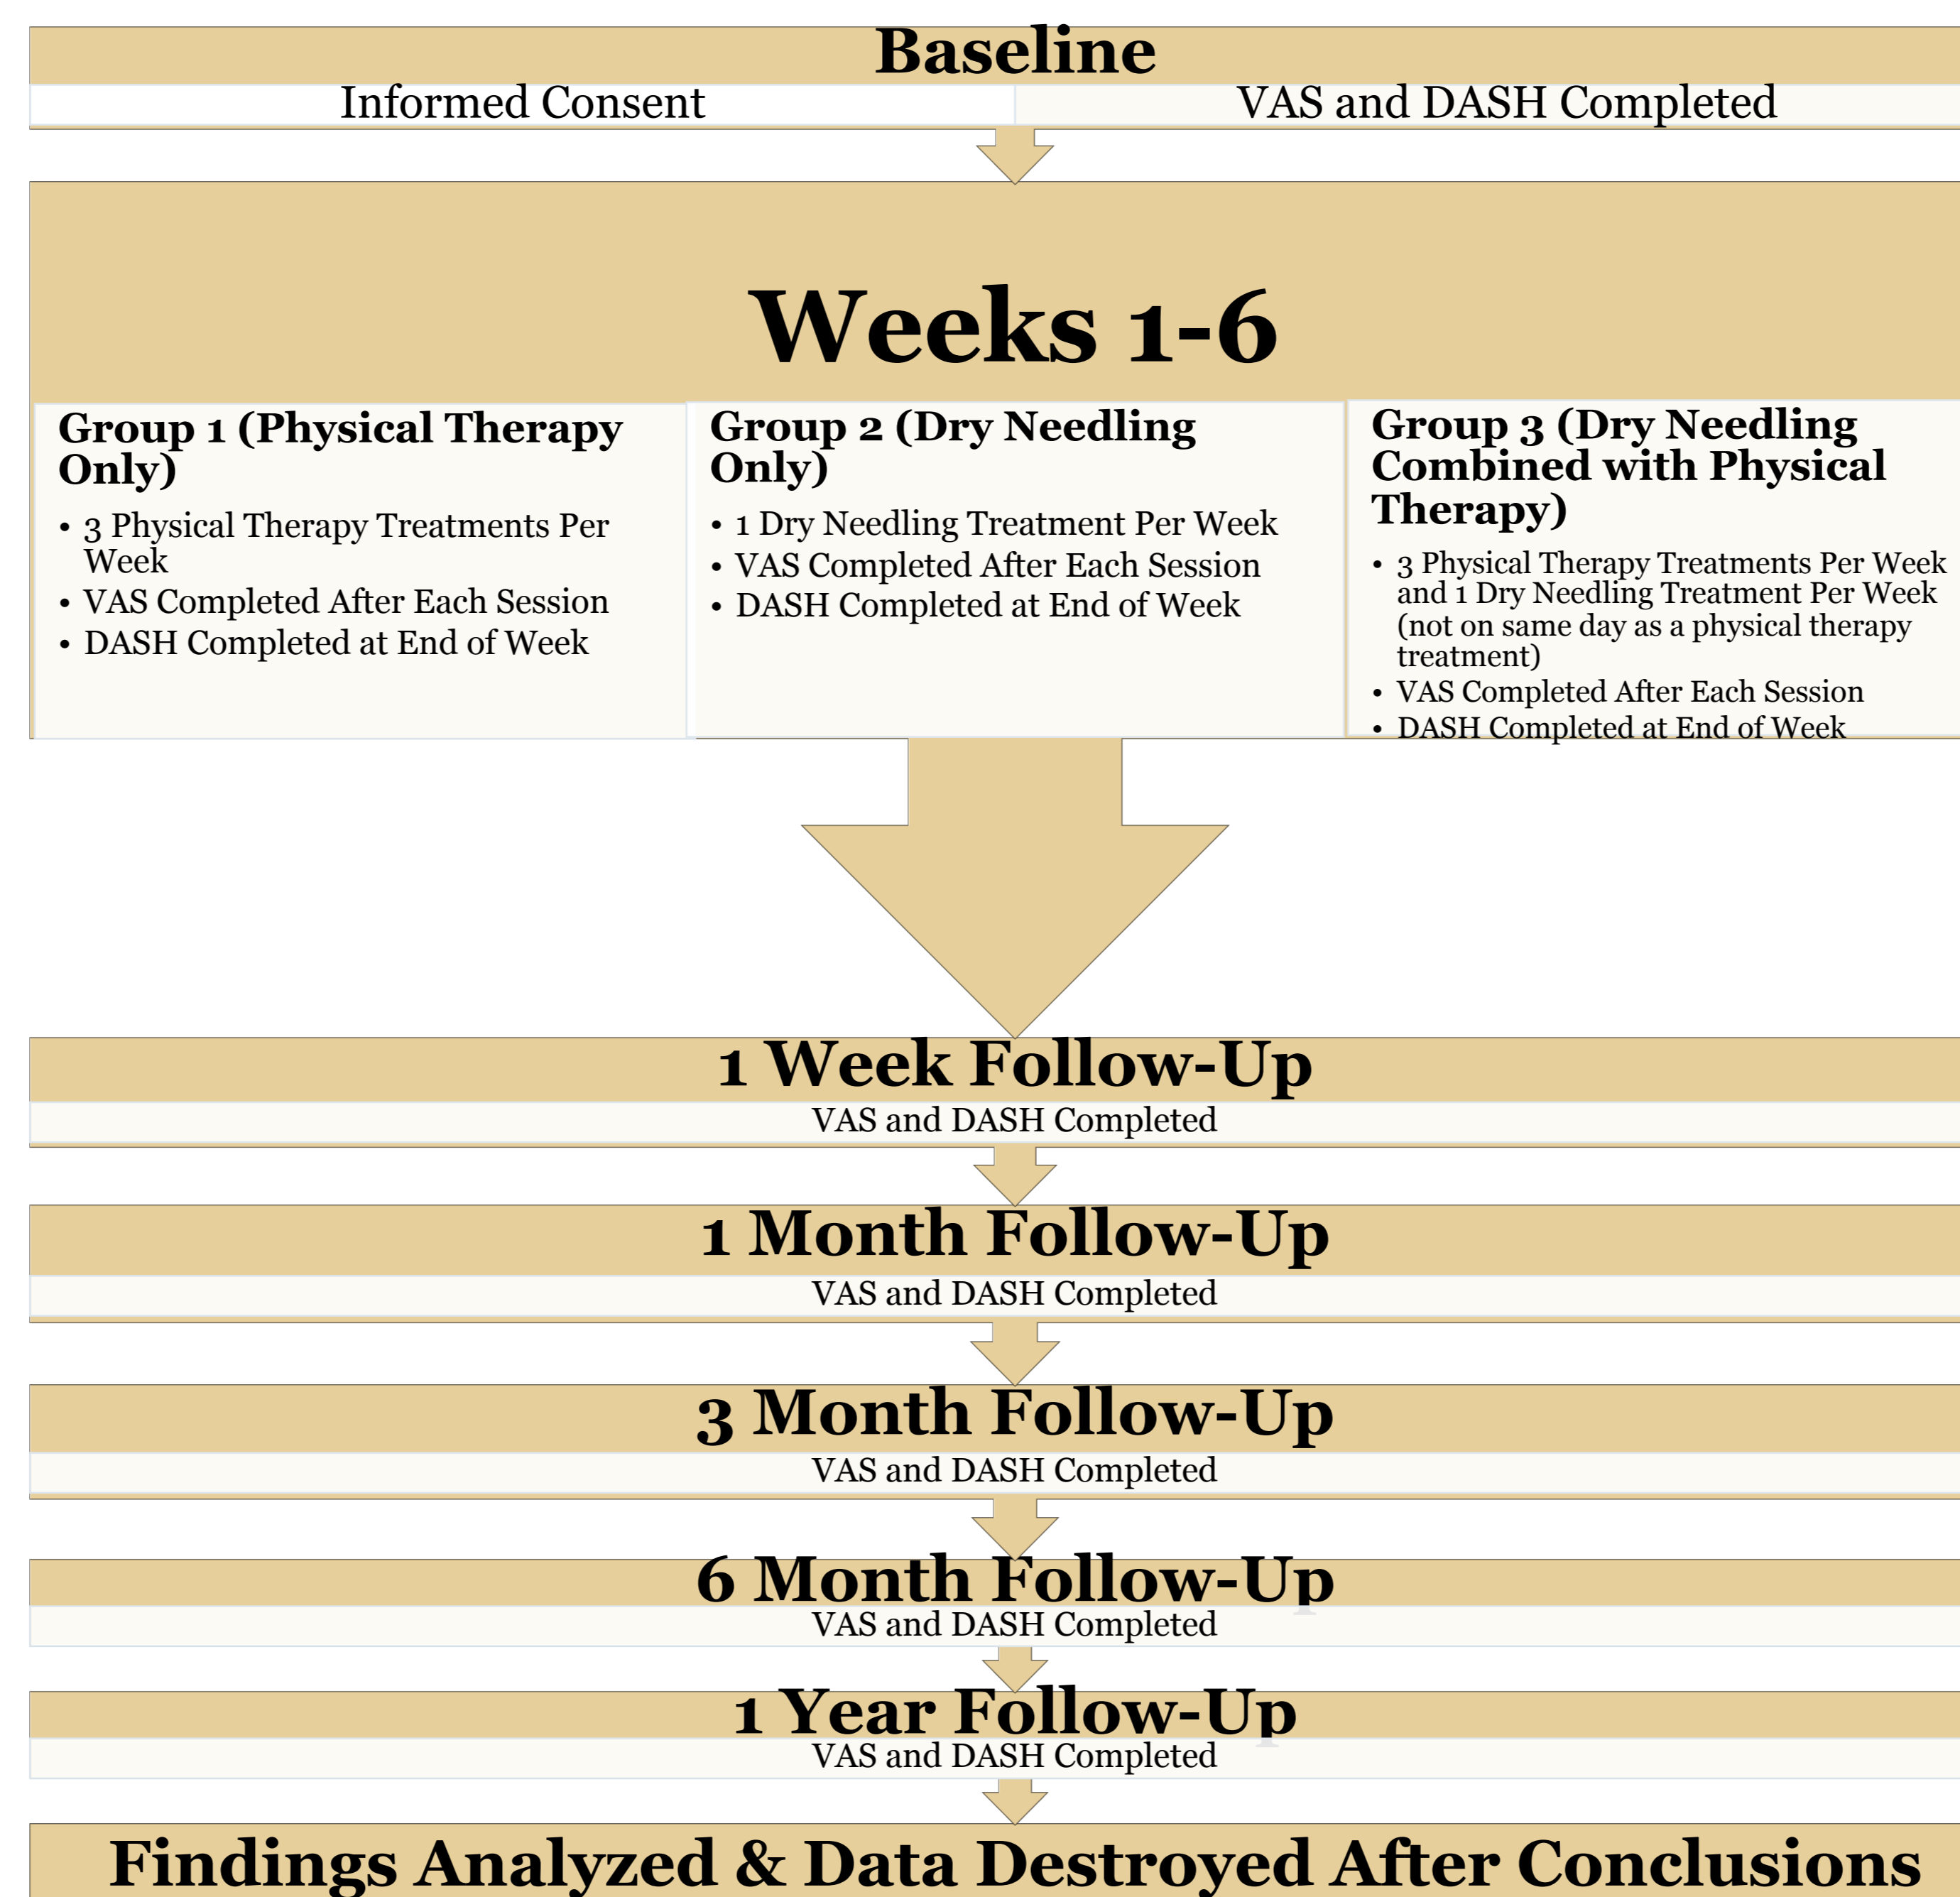 Baseline
Informed Consent
VAS and DASH Completed
Weeks 1-6
Group 1 (Physical Therapy
Only)
• 3 Physical Therapy Treatments Per
Week
• VAS Completed After Each Session
• DASH Completed at End of Week
Group 2 (Dry Needling
Only)
• 1 Dry Needling Treatment Per Week
• VAS Completed After Each Session
• DASH Completed at End of Week
Group 3 (Dry Needling
Combined with Physical
Therapy)
• 3 Physical Therapy Treatments Per Week
and 1 Dry Needling Treatment Per Week
(not on same day as a physical therapy
treatment)
• VAS Completed After Each Session
• DASH Completed at End of Week
1 Week Follow-Up
VAS and DASH Completed
1 Month Follow-Up
VAS and DASH Completed
3 Month Follow-Up
VAS and DASH Completed
6 Month Follow-Up
VAS and DASH Completed
1 Year Follow-Up
VAS and DASH Completed
Findings Analyzed & Data Destroyed After Conclusions